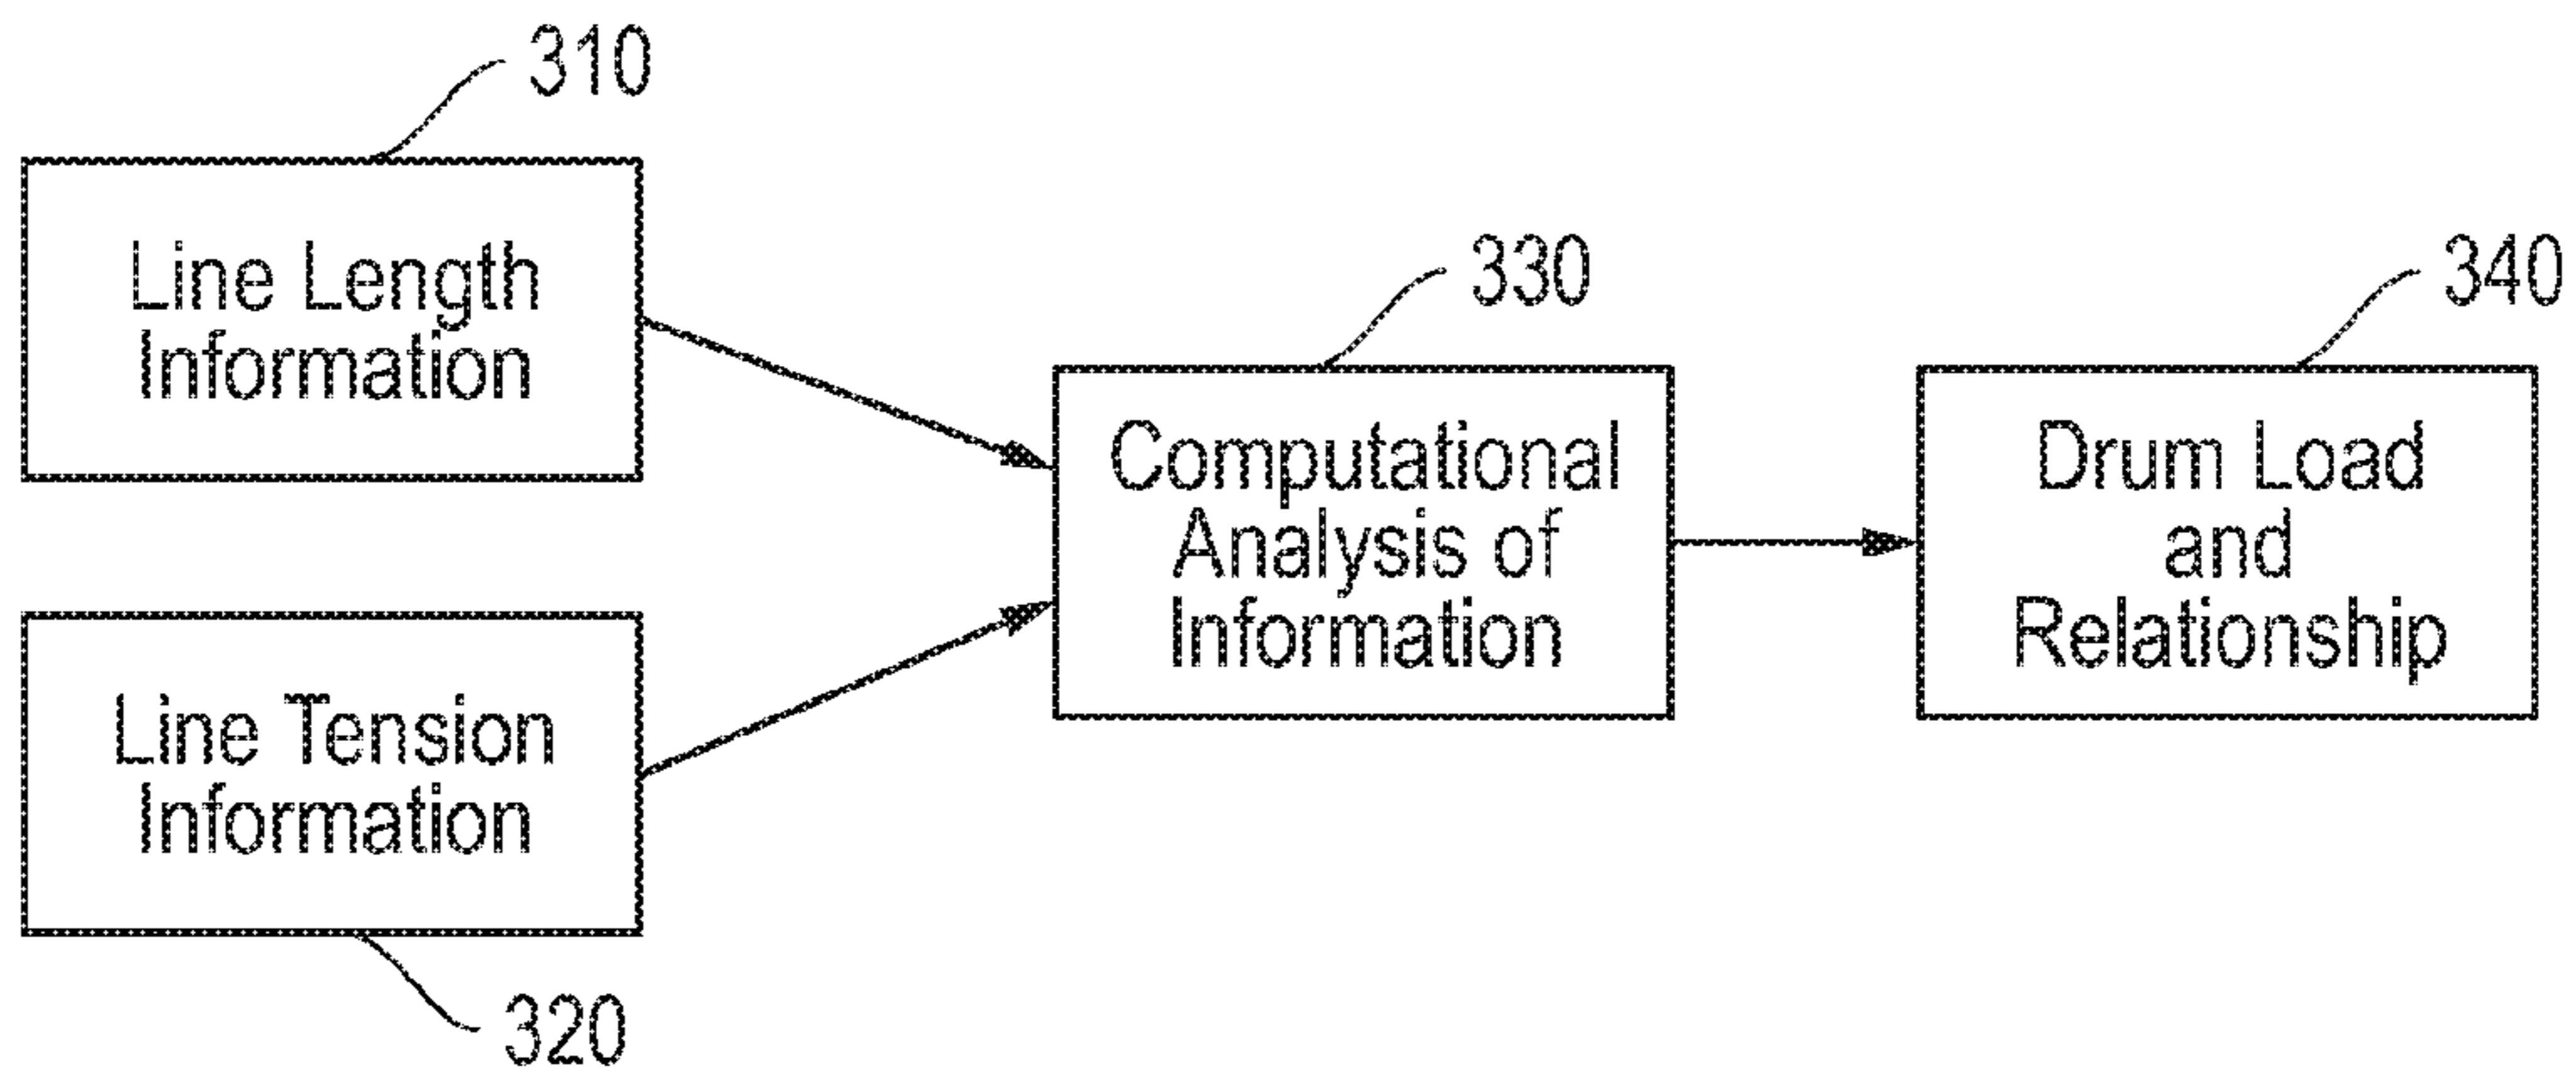 310
Line Length
Information
330
Computational
Analysis of
Information
340
Drum Load
and
Relationship
Line Tension
Information
320